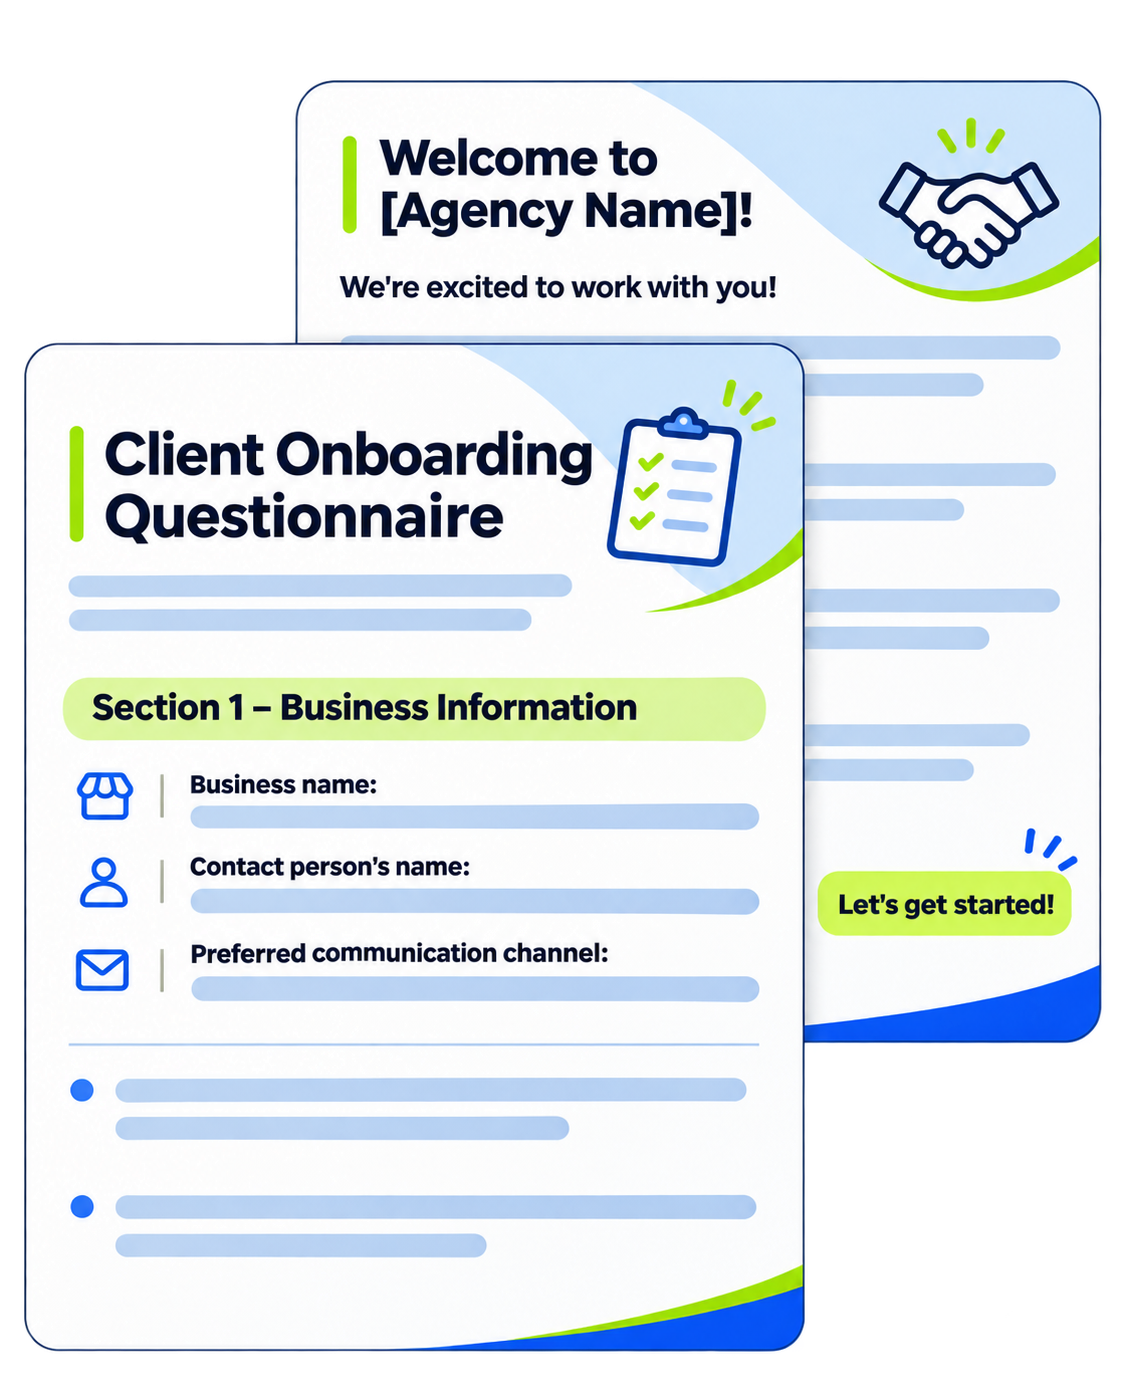 Welcome to
[Agency Name]!
We're excited to work with you!
Client Onboarding
Questionnaire
Section 1 – Business Information
Business name:
Contact person's name:
Preferred communication channel:
Let's get started!